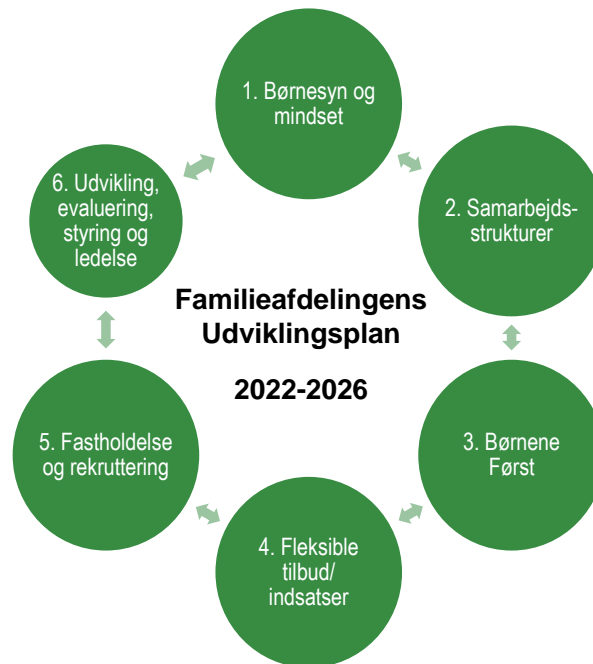 1. Børnesyn og
mindset
2. Samarbejds-
strukturer
3. Børnene
Først
4. Fleksible
tilbud/
indsatser
5. Fastholdelse
og rekruttering
6. Udvikling,
evaluering,
styring og
ledelse
Familieafdelingens
Udviklingsplan
2022-2026